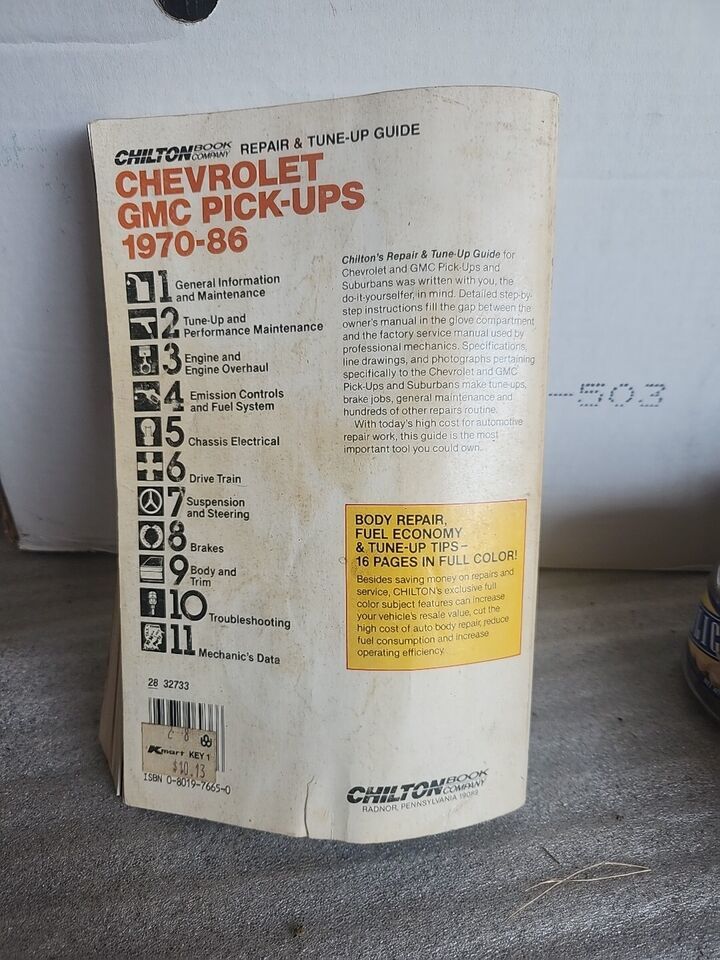 CHILTON BOOK COMPANY REPAIR & TUNE-UP GUIDE
CHEVROLET
GMC PICK-UPS
1970-86
1 General Information
and Maintenance
2 Tune-Up and
Performance Maintenance
3 Engine and
Engine Overhaul
4 Emission Controls
and Fuel System
5 Chassis Electrical
6 Drive Train
7 Suspension
and Steering
8 Brakes
9 Body and
Trim
10 Troubleshooting
11 Mechanic's Data
Chilton's Repair & Tune-Up Guide for
Chevrolet and GMC Pick-Ups and
Suburbans was written with you, the
do-it-yourselfer, in mind. Detailed step-by-
step instructions fill the gap between the
owner's manual in the glove compartment
and the factory service manual used by
professional mechanics. Specifications,
line drawings, and photographs pertaining
specifically to the Chevrolet and GMC
Pick-Ups and Suburbans make tune-ups,
brake jobs, general maintenance and
hundreds of other repairs routine.
With today's high cost for automotive
repair work, this guide is the most
important tool you could own.
BODY REPAIR,
FUEL ECONOMY
& TUNE-UP TIPS—
16 PAGES IN FULL COLOR!
Besides saving money on repairs and
service, CHILTON's exclusive full
color subject features can increase
your vehicle's resale value, cut the
high cost of auto body repair, reduce
fuel consumption and increase
operating efficiency.
28 32733
Kmart KEY 1
$10.13
ISBN 0-8019-7665-0
CHILTON BOOK COMPANY
RADNOR, PENNSYLVANIA 19089
-503